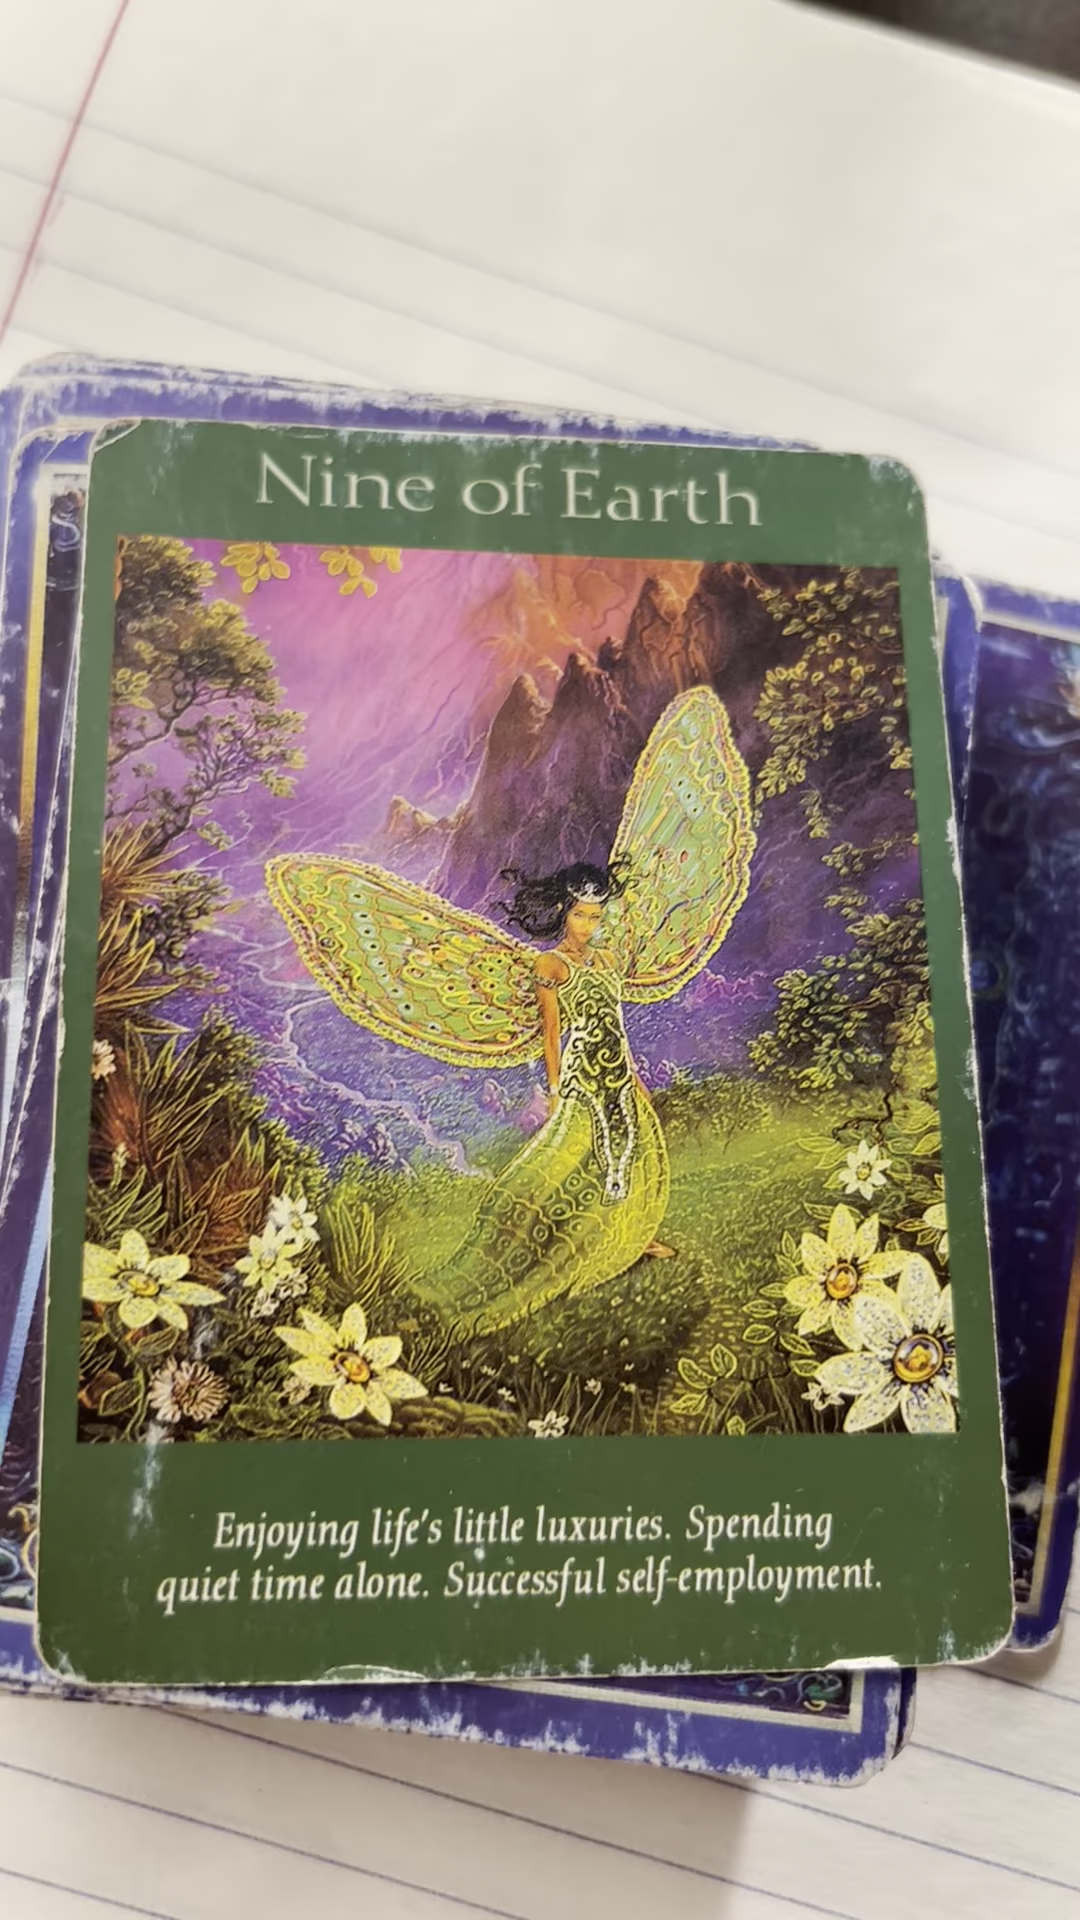 Nine of Earth
Enjoying life's little luxuries. Spending
quiet time alone. Successful self-employment.